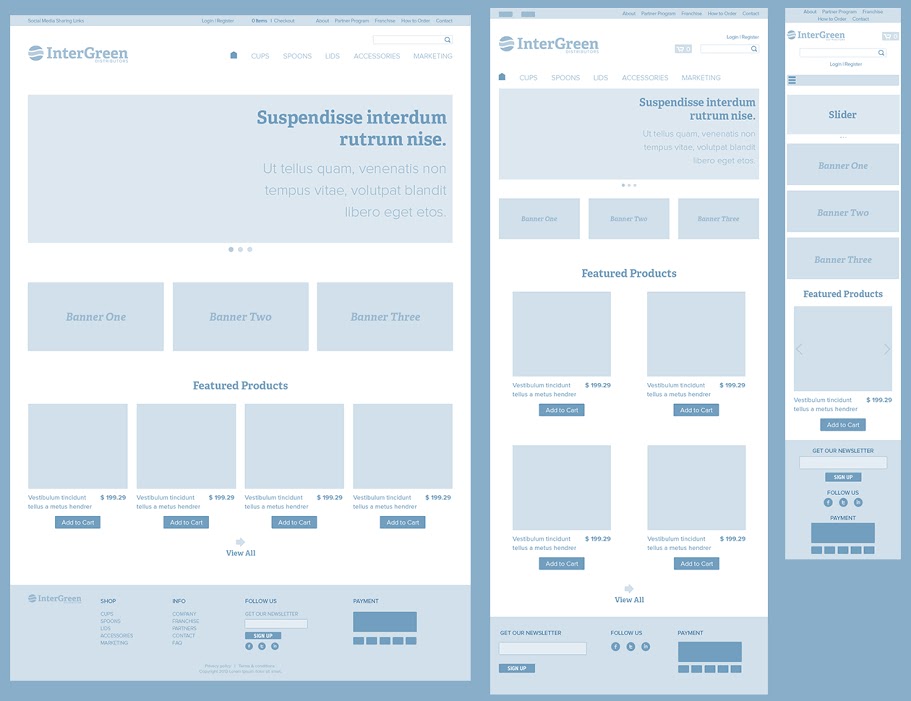 Social Media Sharing Links
Login | Register
0 Items | Checkout
About Partner Program Franchise How to Order Contact
InterGreen
DISTRIBUTORS
CUPS SPOONS LIDS ACCESSORIES MARKETING
Suspendisse interdum
rutrum nise.
Ut tellus quam, venenatis non
tempus vitae, volutpat blandit
libero eget etos.
Banner One
Banner Two
Banner Three
Featured Products
Vestibulum tincidunt $ 199.29
tellus a metus hendrer
Add to Cart
Vestibulum tincidunt $ 199.29
tellus a metus hendrer
Add to Cart
Vestibulum tincidunt $ 199.29
tellus a metus hendrer
Add to Cart
Vestibulum tincidunt $ 199.29
tellus a metus hendrer
Add to Cart
View All
InterGreen
SHOP
CUPS
SPOONS
LIDS
ACCESSORIES
MARKETING
INFO
COMPANY
FRANCHISE
PARTNERS
CONTACT
FAQ
FOLLOW US
GET OUR NEWSLETTER
SIGN UP
PAYMENT
Privacy policy | Terms & conditions
About Partner Program Franchise How to Order Contact
InterGreen
DISTRIBUTORS
Login | Register
0
CUPS SPOONS LIDS ACCESSORIES MARKETING
Suspendisse interdum
rutrum nise.
Ut tellus quam, venenatis non
tempus vitae, volutpat blandit
libero eget etos.
Banner One
Banner Two
Banner Three
Featured Products
Vestibulum tincidunt $ 199.29
tellus a metus hendrer
Add to Cart
Vestibulum tincidunt $ 199.29
tellus a metus hendrer
Add to Cart
Vestibulum tincidunt $ 199.29
tellus a metus hendrer
Add to Cart
Vestibulum tincidunt $ 199.29
tellus a metus hendrer
Add to Cart
View All
GET OUR NEWSLETTER
SIGN UP
FOLLOW US
PAYMENT
About Partner Program Franchise
How to Order Contact
InterGreen
0
Login | Register
Slider
Banner One
Banner Two
Banner Three
Featured Products
Vestibulum tincidunt $ 199.29
tellus a metus hendrer
Add to Cart
GET OUR NEWSLETTER
SIGN UP
FOLLOW US
PAYMENT